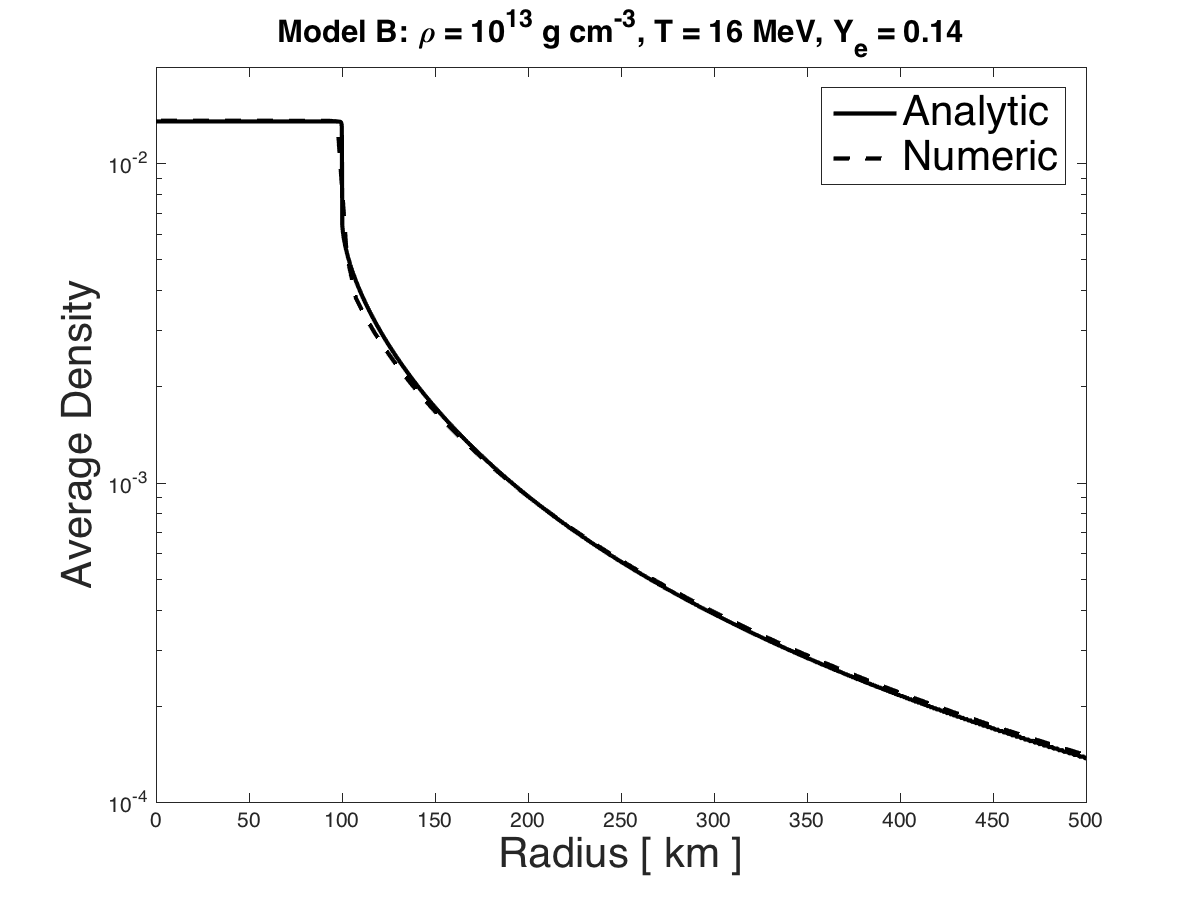 Model B: ρ = 10^13 g cm^-3, T = 16 MeV, Y_e = 0.14
Analytic
Numeric
Average Density
10^-2
10^-3
10^-4
0 50 100 150 200 250 300 350 400 450 500
Radius [ km ]